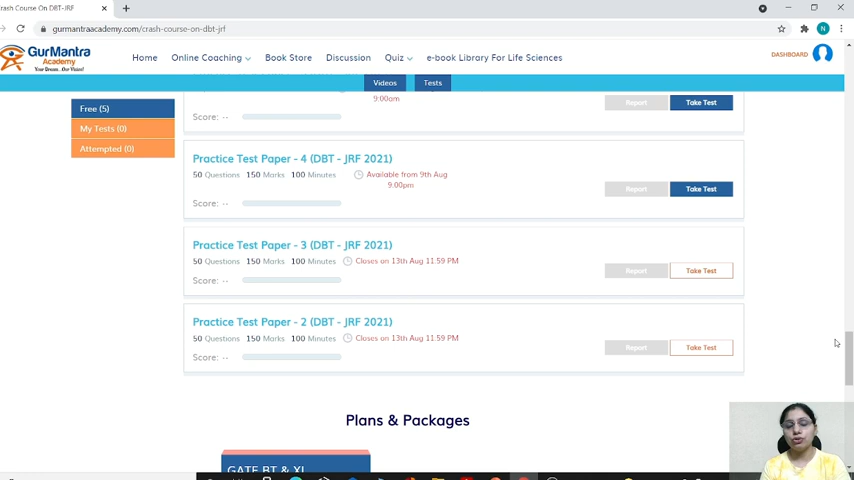 Crash Course On DBT-JRF
gurmantraacademy.com/crash-course-on-dbt-jrf
N
GurMantra
Academy
Your Dream.. Our Vision!
Home Online Coaching Book Store Discussion Quiz e-book Library For Life Sciences
DASHBOARD
Videos Tests
Free (5)
My Tests (0)
Attempted (0)
9:00am
Score: -- Report Take Test
Practice Test Paper - 4 (DBT - JRF 2021)
50 Questions 150 Marks 100 Minutes Available from 9th Aug
9.00pm
Report Take Test
Score: --
Practice Test Paper - 3 (DBT - JRF 2021)
50 Questions 150 Marks 100 Minutes Closes on 13th Aug 11:59 PM
Report Take Test
Score: --
Practice Test Paper - 2 (DBT - JRF 2021)
50 Questions 150 Marks 100 Minutes Closes on 13th Aug 11:59 PM
Report Take Test
Score: --
Plans & Packages
GATE BT & XL